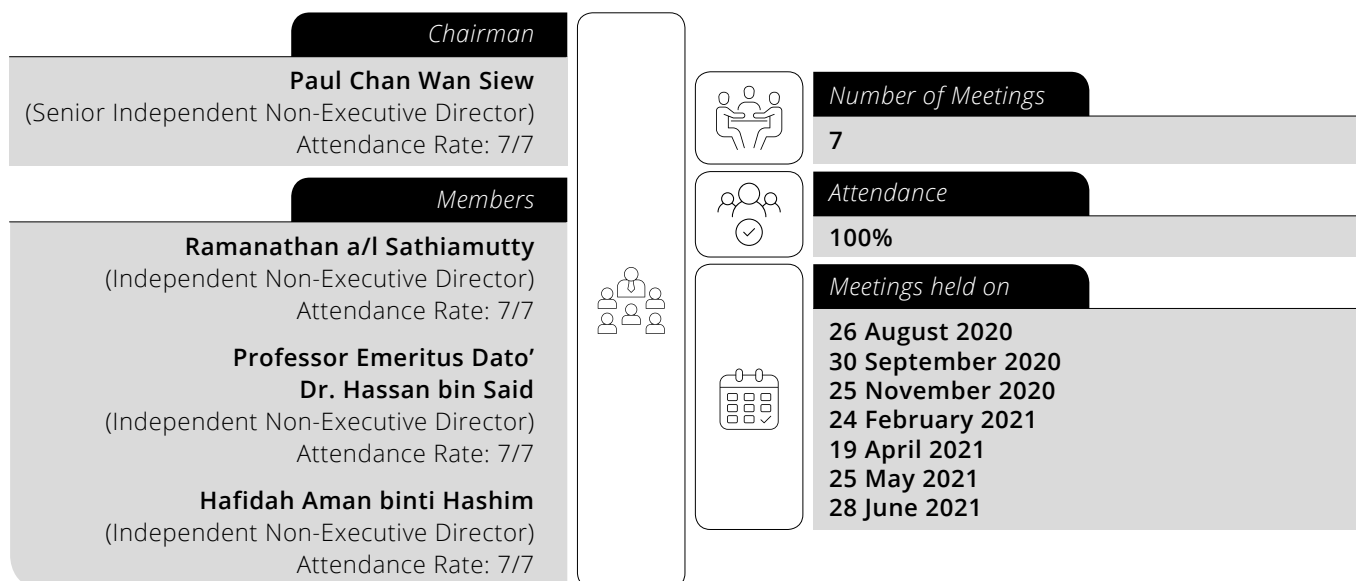 Chairman
Paul Chan Wan Siew
(Senior Independent Non-Executive Director)
Attendance Rate: 7/7
Members
Ramanathan a/l Sathiamutty
(Independent Non-Executive Director)
Attendance Rate: 7/7
Professor Emeritus Dato’
Dr. Hassan bin Said
(Independent Non-Executive Director)
Attendance Rate: 7/7
Hafidah Aman binti Hashim
(Independent Non-Executive Director)
Attendance Rate: 7/7
Number of Meetings
7
Attendance
100%
Meetings held on
26 August 2020
30 September 2020
25 November 2020
24 February 2021
19 April 2021
25 May 2021
28 June 2021